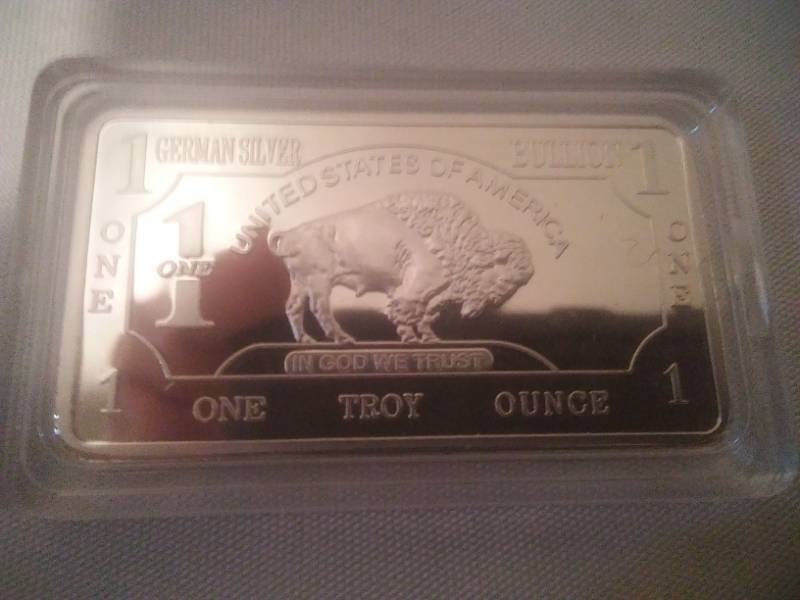 1 GERMAN SILVER BULLION 1
UNITED STATES OF AMERICA
ONE
1
ONE
1
ONE
IN GOD WE TRUST
1 ONE TROY OUNCE 1